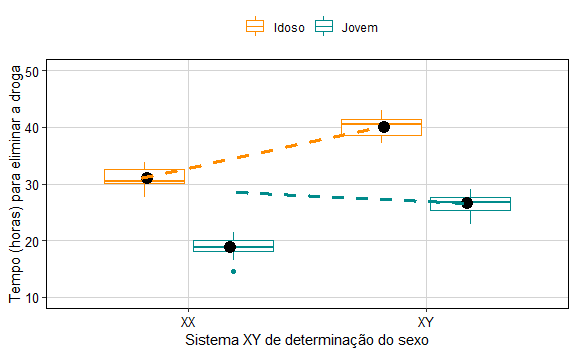 Idoso Jovem
Tempo (horas) para eliminar a droga
50
40
30
20
10
XX XY
Sistema XY de determinação do sexo